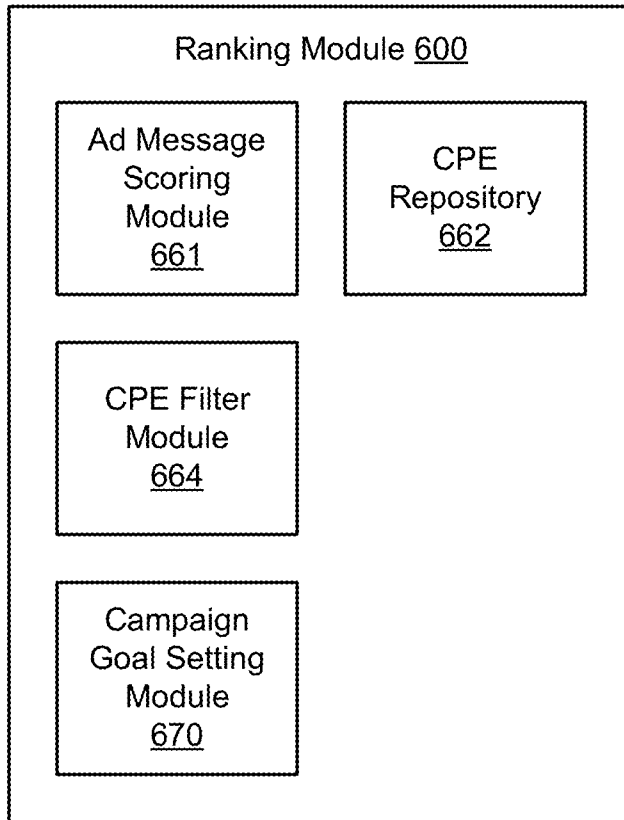 Ranking Module 600
Ad Message
Scoring
Module
661
CPE
Repository
662
CPE Filter
Module
664
Campaign
Goal Setting
Module
670